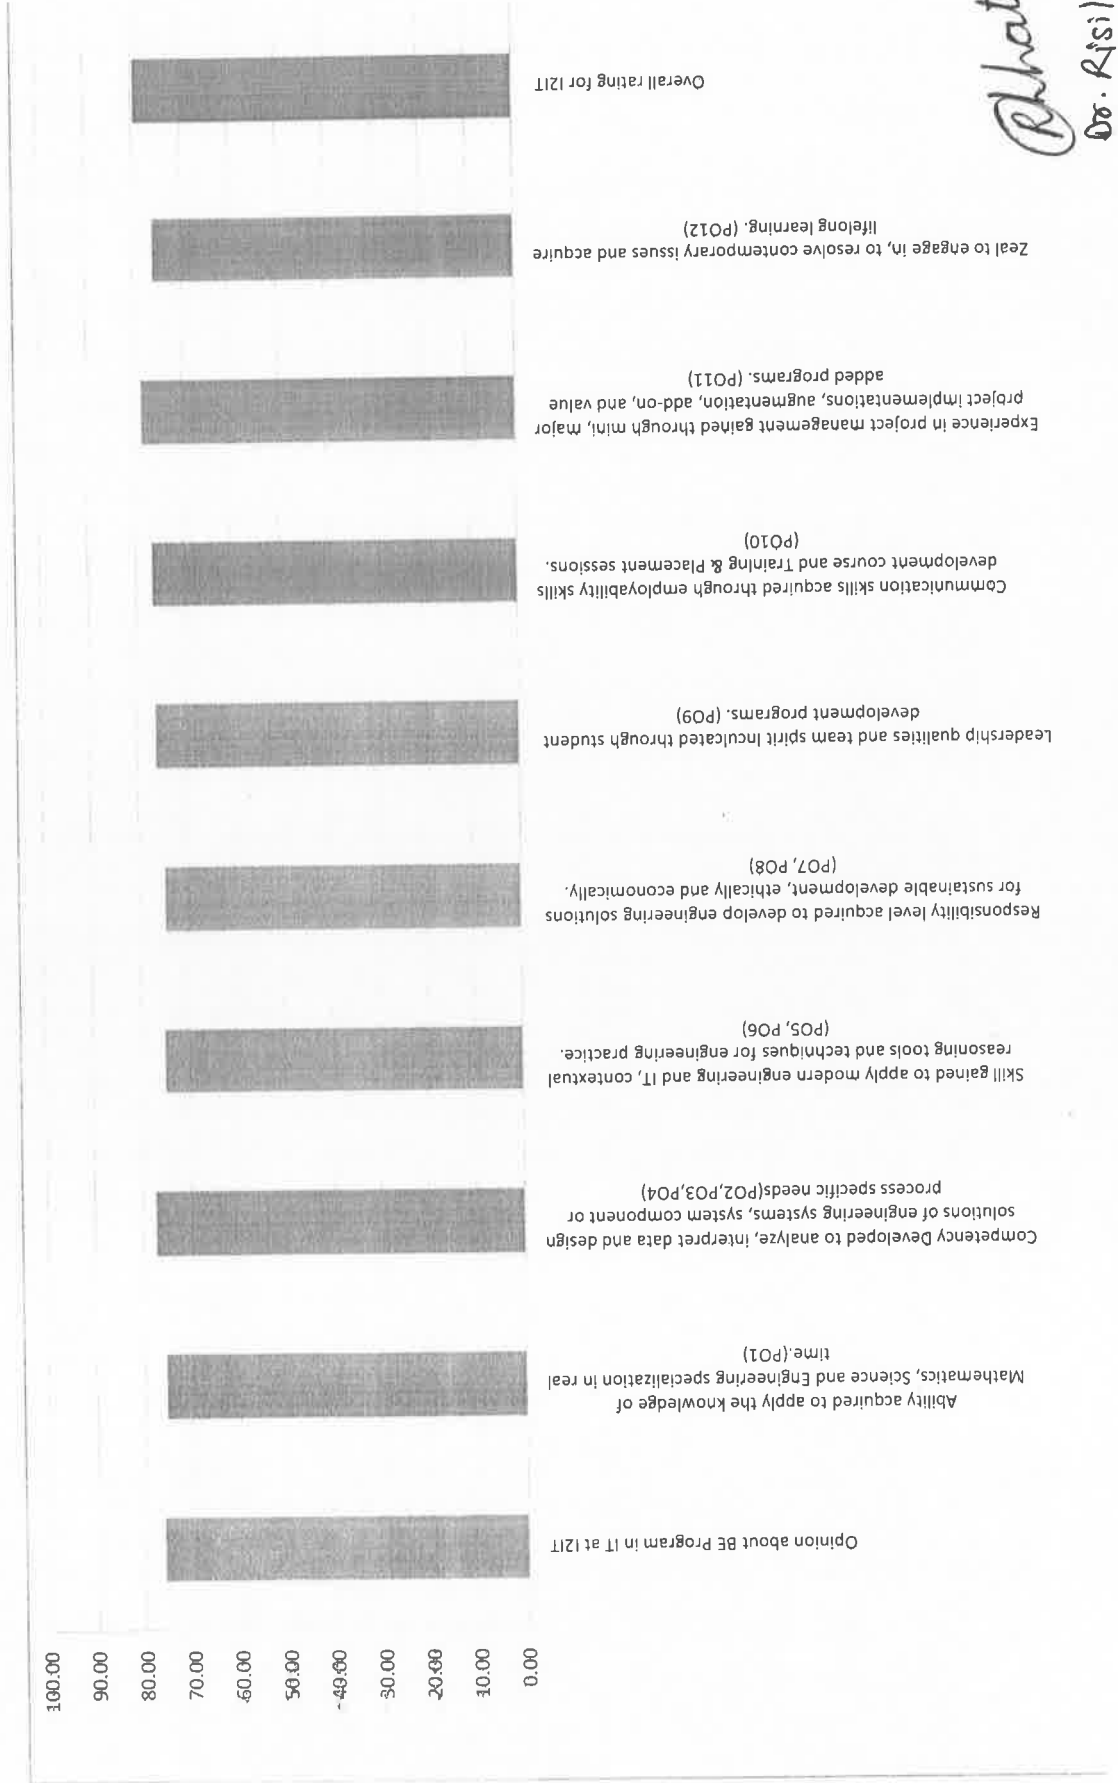 100.00
90.00
80.00
70.00
60.00
50.00
40.00
30.00
20.00
10.00
0.00
Opinion about BE Program in IT at I2IT
Ability acquired to apply the knowledge of
Mathematics, Science and Engineering specialization in real
time.(PO1)
Competency Developed to analyze, interpret data and design
solutions of engineering systems, system component or
process specific needs(PO2,PO3,PO4)
Skill gained to apply modern engineering and IT, contextual
reasoning tools and techniques for engineering practice.
(PO5, PO6)
Responsibility level acquired to develop engineering solutions
for sustainable development, ethically and economically.
(PO7, PO8)
Leadership qualities and team spirit Inculcated through student
development programs. (PO9)
Communication skills acquired through employability skills
development course and Training & Placement sessions.
(PO10)
Experience in project management gained through mini, major
project implementations, augmentation, add-on, and value
added programs. (PO11)
Zeal to engage in, to resolve contemporary issues and acquire
lifelong learning. (PO12)
Overall rating for I2IT
Dr.